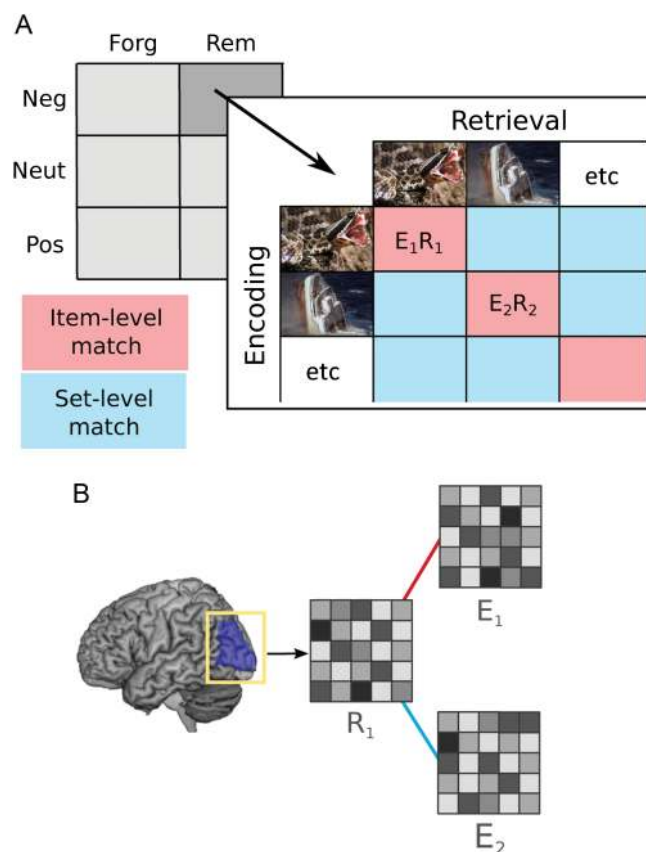 A
Forg Rem
Neg
Neut
Pos
Retrieval
etc
Encoding
E₁R₁
E₂R₂
etc
Item-level
match
Set-level
match
B
R₁
E₁
E₂